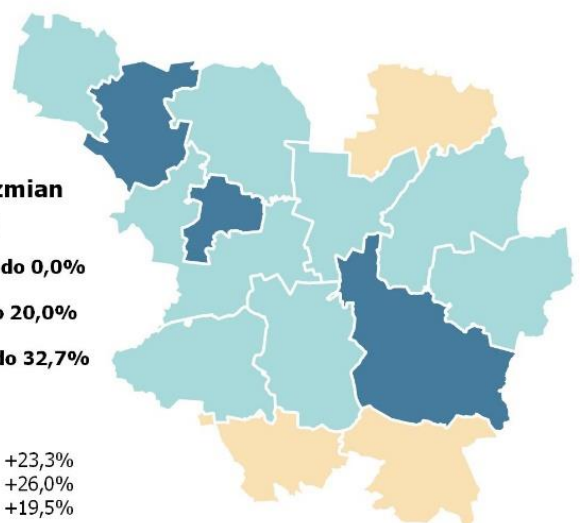 zmian
do 0,0%
20,0%
do 32,7%
+23,3%
+26,0%
+19,5%